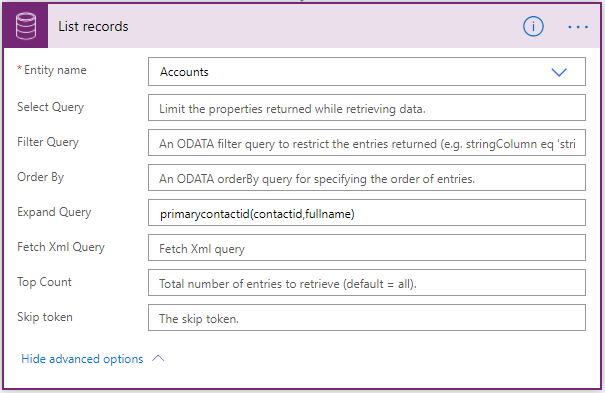 List records
* Entity name Accounts
Select Query Limit the properties returned while retrieving data.
Filter Query An ODATA filter query to restrict the entries returned (e.g. stringColumn eq 'stri
Order By An ODATA orderBy query for specifying the order of entries.
Expand Query primarycontactid(contactid,fullname)
Fetch Xml Query Fetch Xml query
Top Count Total number of entries to retrieve (default = all).
Skip token The skip token.
Hide advanced options